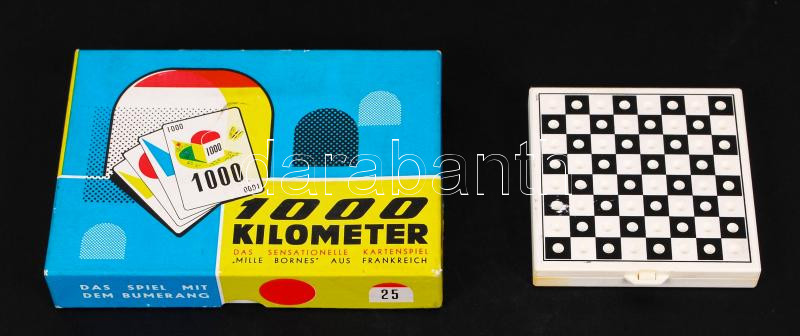 1000
1000
1000
1000
darabanth
1000
KILOMETER
DAS SENSATIONELLE KARTENSPIEL
„MILLE BORNES" AUS FRANKREICH
DAS SPIEL MIT
DEM BUMERANG
25